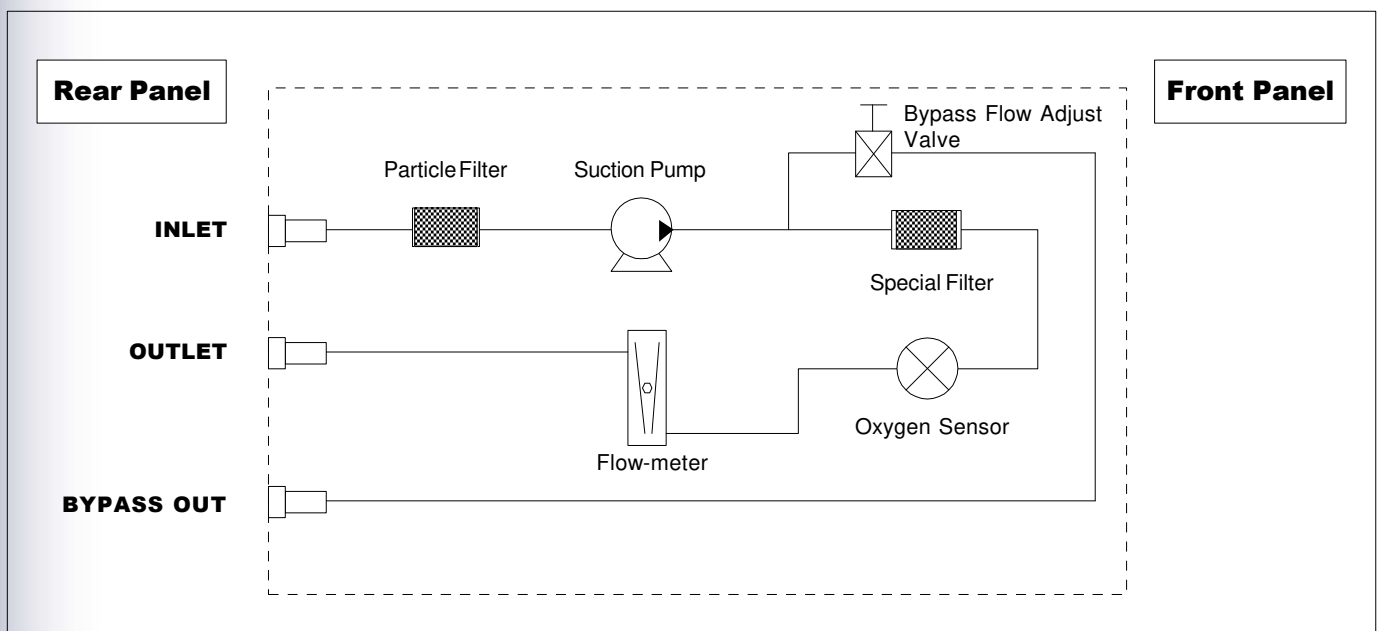 Rear Panel
Front Panel
Bypass Flow Adjust
Valve
Particle Filter
Suction Pump
INLET
Special Filter
OUTLET
Oxygen Sensor
Flow-meter
BYPASS OUT